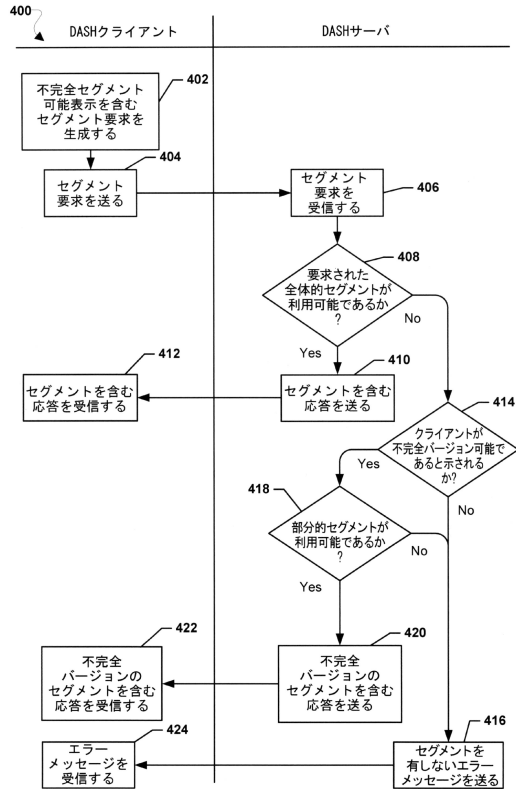 400
DASHクライアント
DASHサーバ
402
不完全セグメント
可能表示を含む
セグメント要求を
生成する
404
セグメント
要求を送る
406
セグメント
要求を
受信する
408
要求された
全体的セグメントが
利用可能であるか
?
No
Yes
412
セグメントを含む
応答を受信する
410
セグメントを含む
応答を送る
414
クライアントが
不完全バージョン可能で
あると示される
か?
Yes
No
418
部分的セグメントが
利用可能であるか
?
No
Yes
422
不完全
バージョンの
セグメントを含む
応答を受信する
420
不完全
バージョンの
セグメントを含む
応答を送る
424
エラー
メッセージを
受信する
416
セグメントを
有しないエラー
メッセージを送る